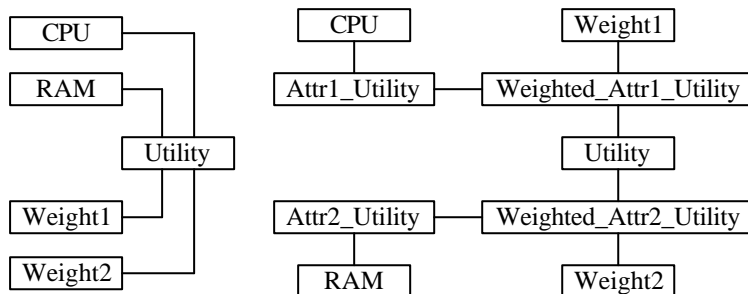 CPU
RAM
Utility
Weight1
Weight2
CPU
Weight1
Attr1_Utility
Weighted_Attr1_Utility
Utility
Attr2_Utility
Weighted_Attr2_Utility
RAM
Weight2